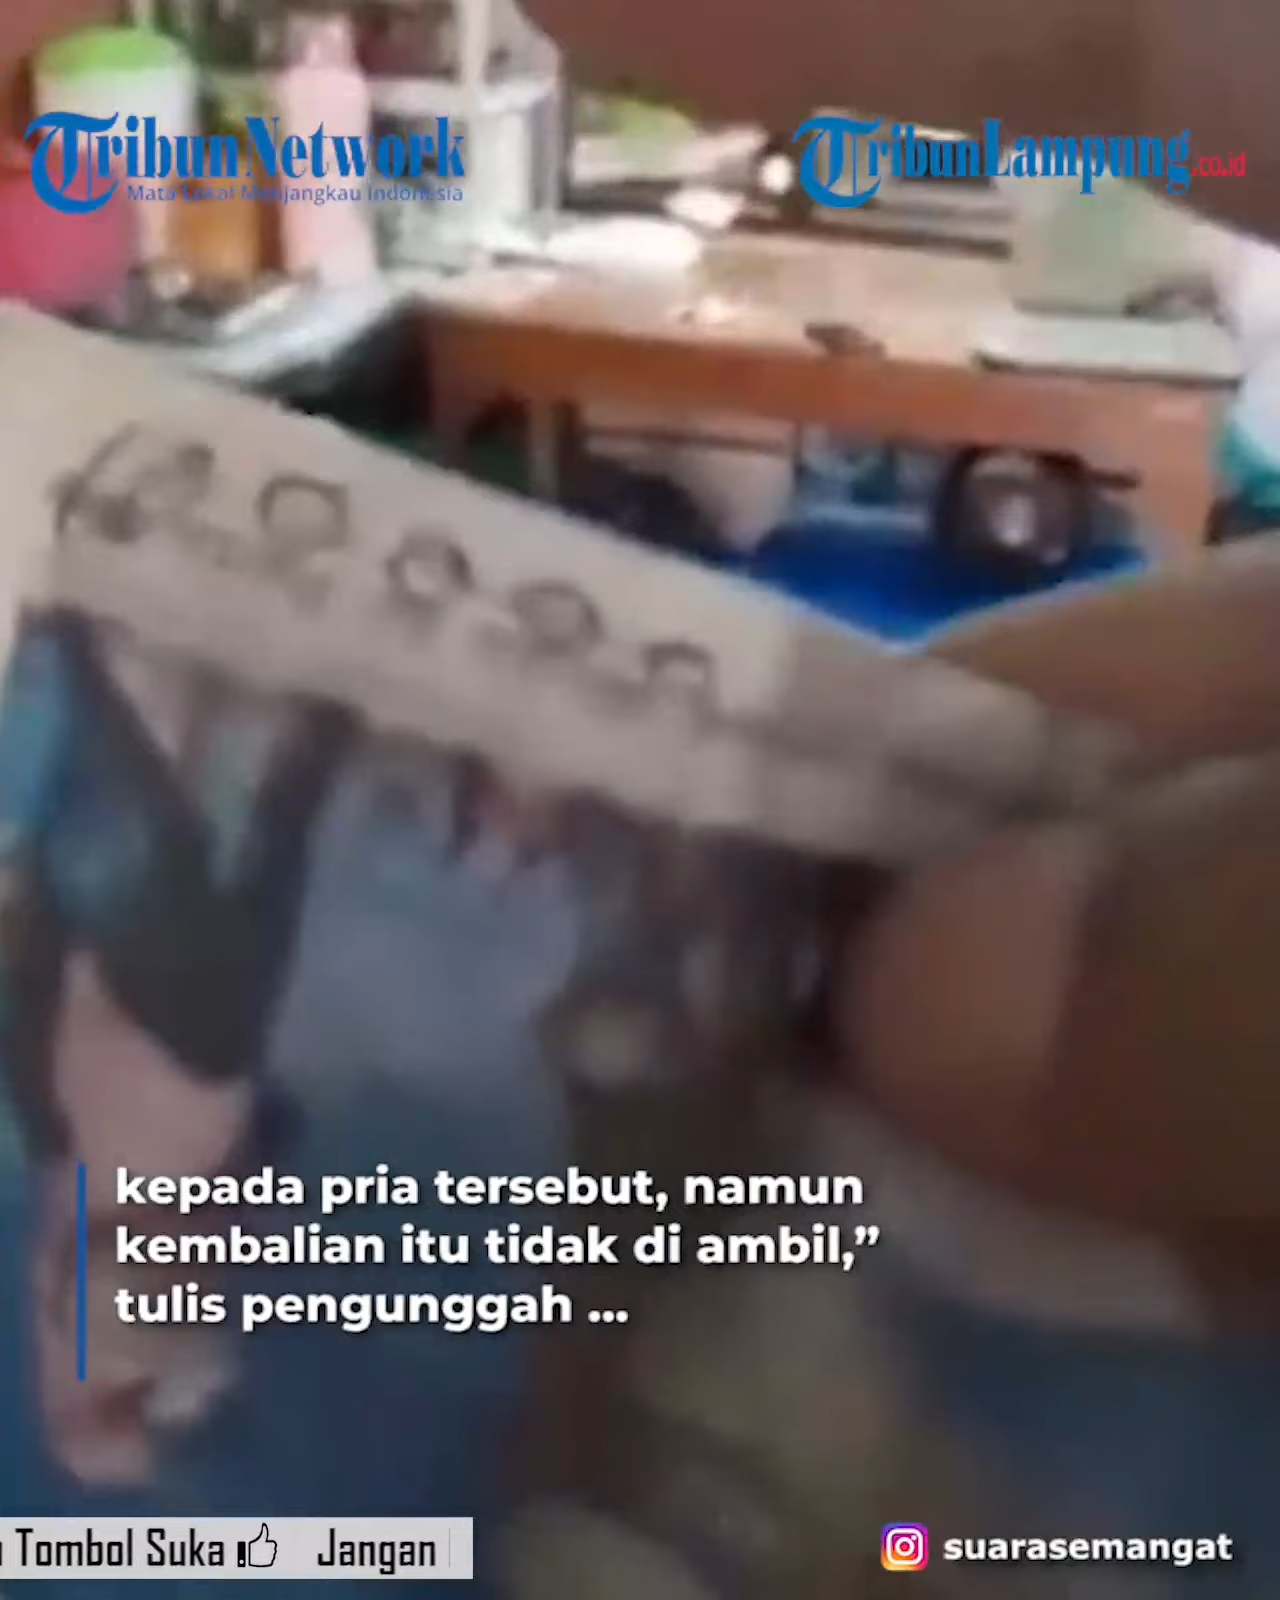 TribunNetwork
Mata Lokal Menjangkau Indonesia
TribunLampung.co.id
kepada pria tersebut, namun
kembalian itu tidak di ambil,”
tulis pengunggah ...
Tombol Suka Jangan
suarasemangat